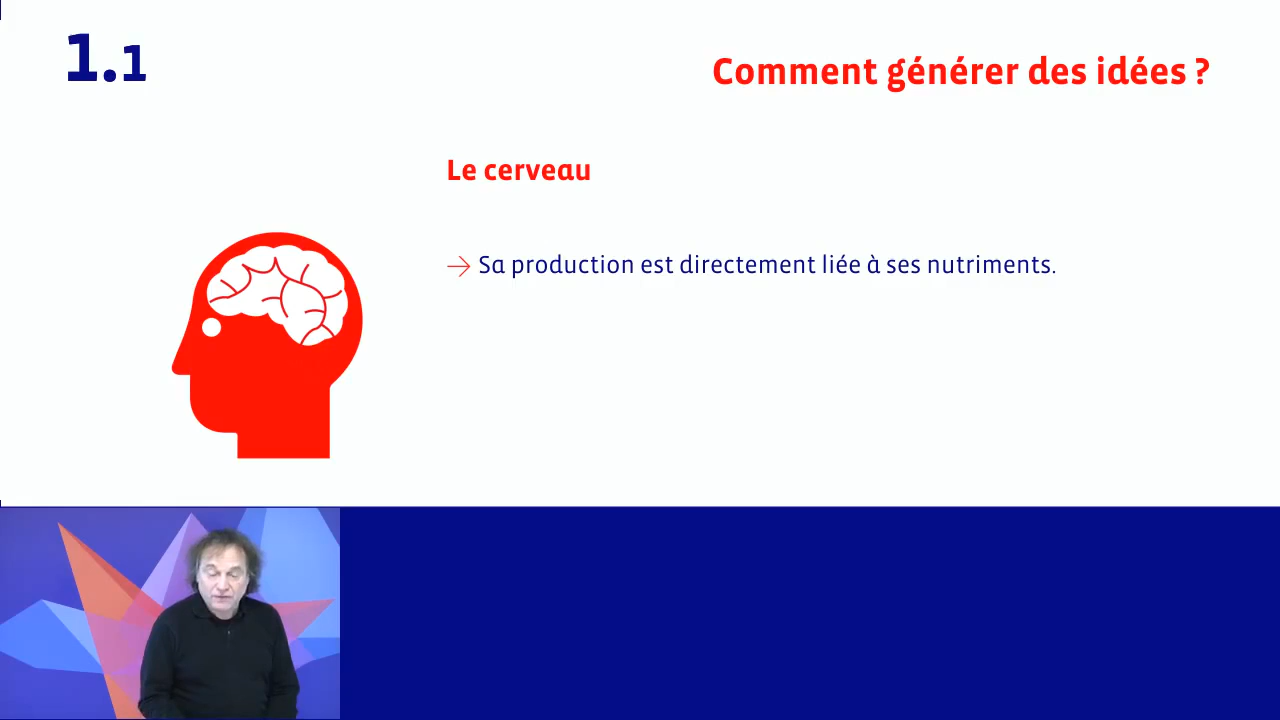 1.1
Comment générer des idées ?
Le cerveau
→ Sa production est directement liée à ses nutriments.